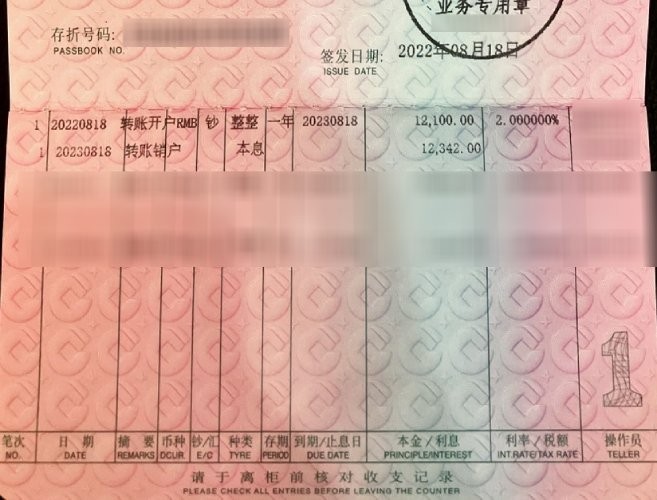 业务专用章
存折号码:
PASSBOOK NO.
签发日期: 2022年08月18日
ISSUE DATE
1 20220818 转账开户RMB 钞 整整 一年 20230818 12,100.00 2.000000%
1 20230818 转账销户 本息 12,342.00
笔次 日 期 摘 要 币种 钞/汇 种类 存期 到期/止息日 本金/利息 利率/税额 操作员
NO. DATE REMARKS DCUR. E/C TYRE PERIOD DUE DATE PRINCIPLE/INTEREST INT.RATE/TAX RATE TELLER
请于离柜前核对收支记录
PLEASE CHECK ALL ENTRIES BEFORE LEAVING THE COUNTER
1